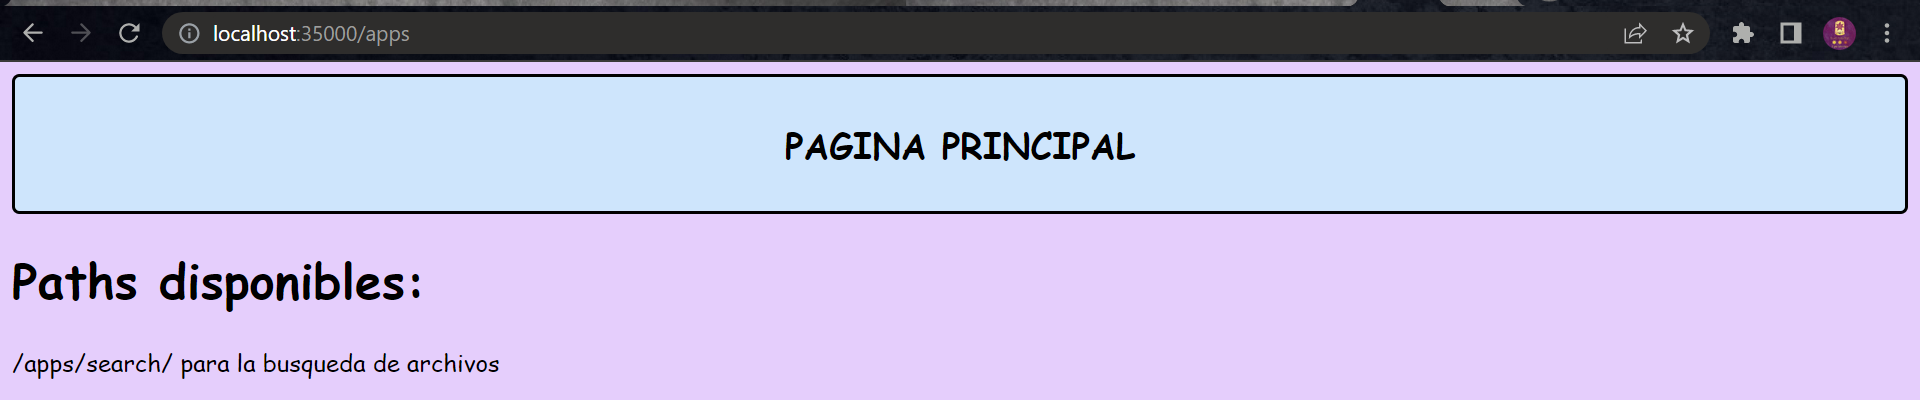 localhost:35000/apps
PAGINA PRINCIPAL
Paths disponibles:
/apps/search/ para la busqueda de archivos